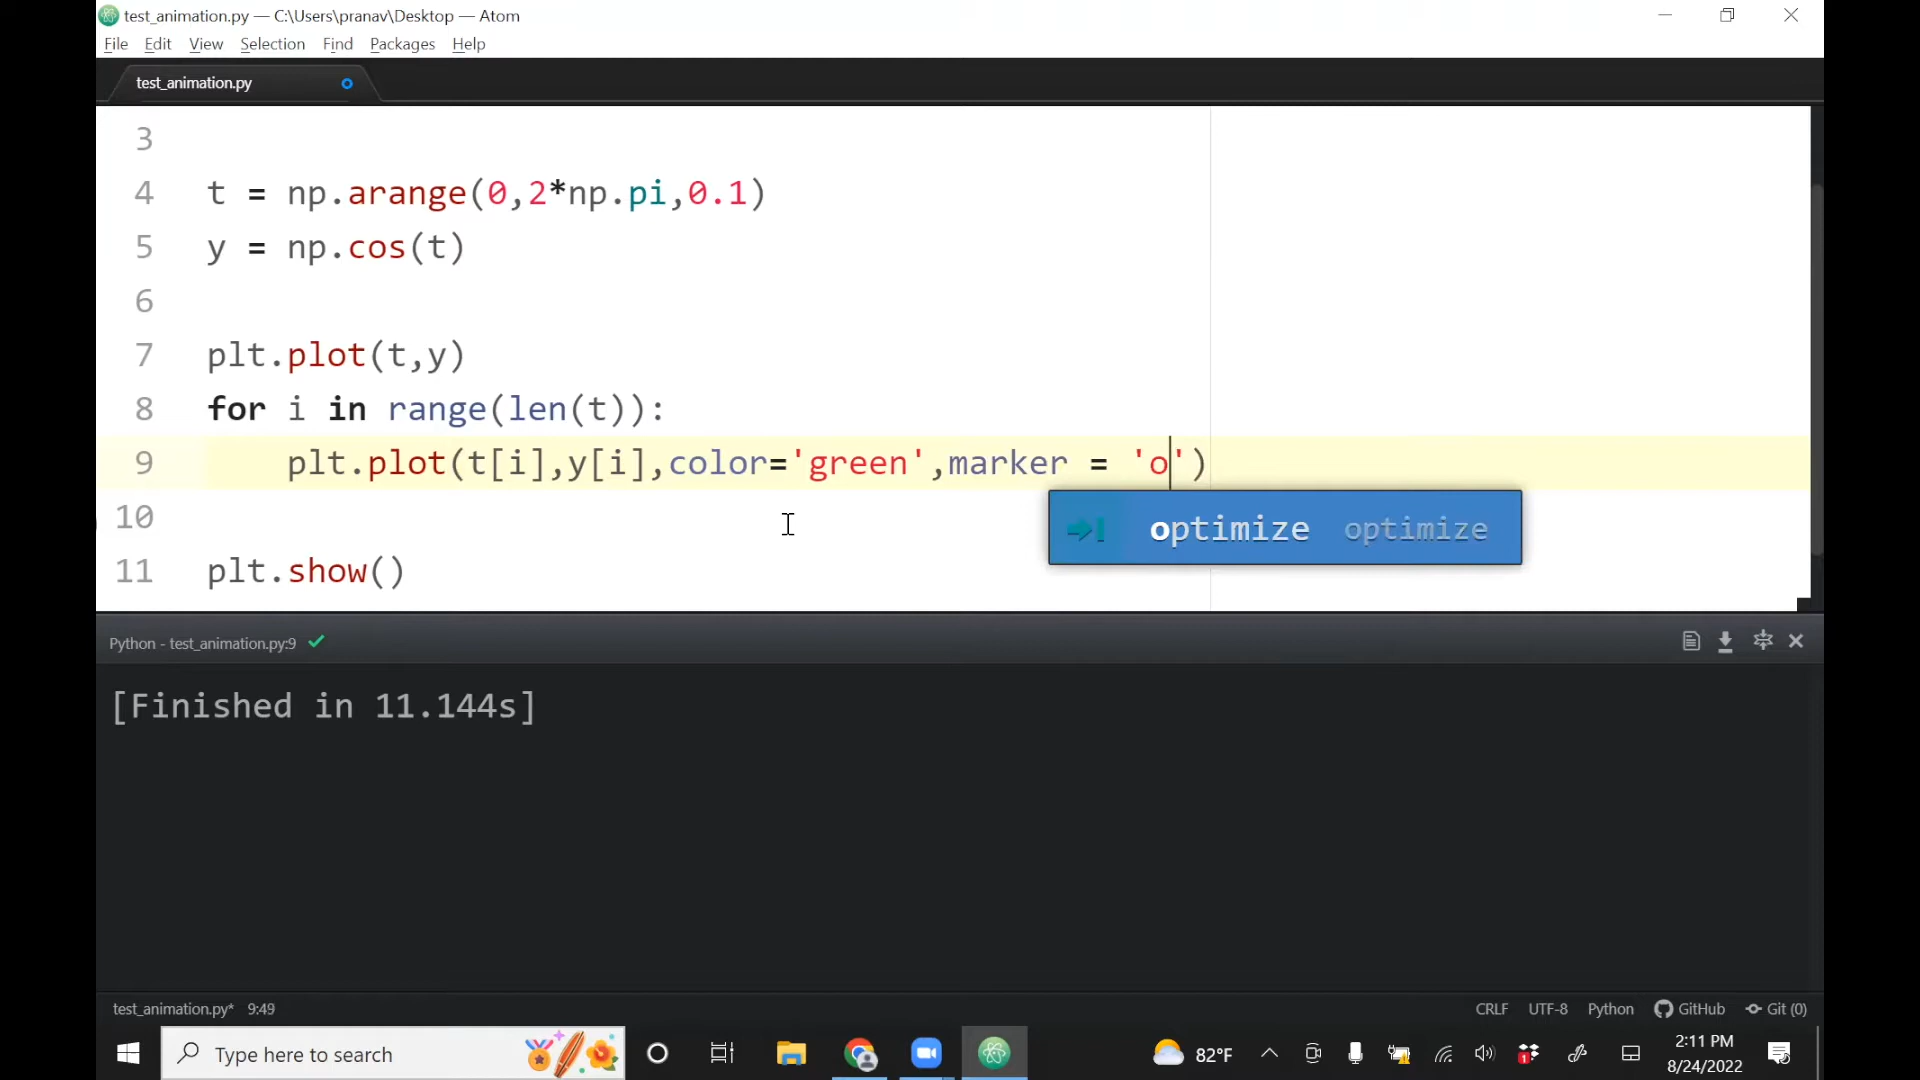 test_animation.py — C:\Users\pranav\Desktop — Atom
File Edit View Selection Find Packages Help
test_animation.py
3
4 t = np.arange(0,2*np.pi,0.1)
5 y = np.cos(t)
6
7 plt.plot(t,y)
8 for i in range(len(t)):
9 plt.plot(t[i],y[i],color='green',marker = 'o')
10 optimize optimize
11 plt.show()
Python - test_animation.py:9
[Finished in 11.144s]
test_animation.py* 9:49 CRLF UTF-8 Python GitHub Git (0)
Type here to search 82°F 1 2:11 PM
8/24/2022